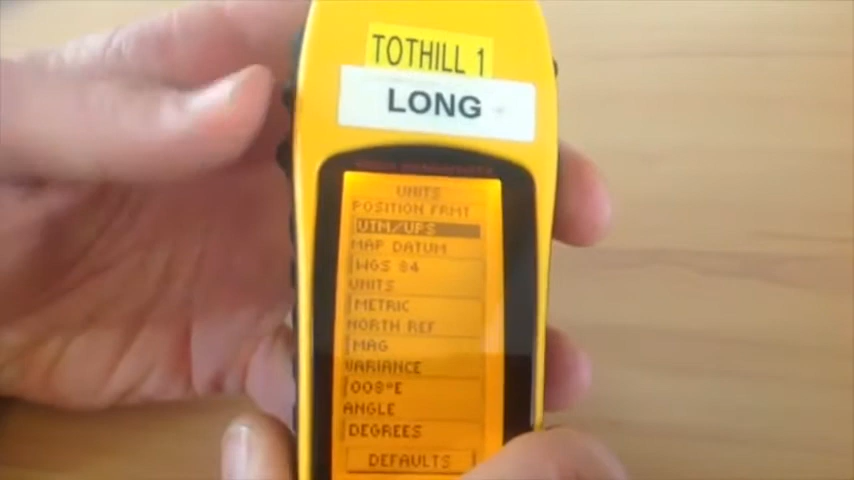 TOTHILL 1
LONG
UNITS
POSITION FRMT
UTM/UPS
MAP DATUM
WGS 84
UNITS
METRIC
NORTH REF
MAG
VARIANCE
008°E
ANGLE
DEGREES
DEFAULTS